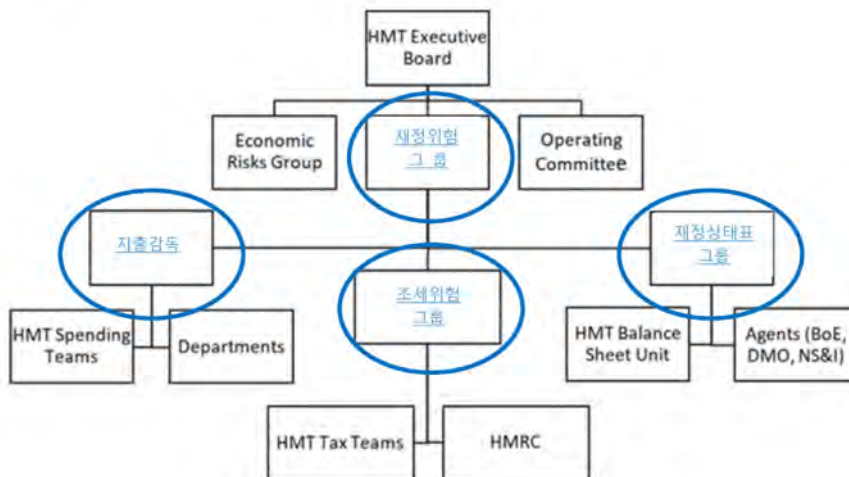 HMT Executive
Board
Economic
Risks Group
재정위험
그 룹
Operating
Committee
지출감독
재정상태표
그룹
조세위험
그룹
HMT Spending
Teams
Departments
HMT Balance
Sheet Unit
Agents (BoE,
DMO, NS&I)
HMT Tax Teams
HMRC